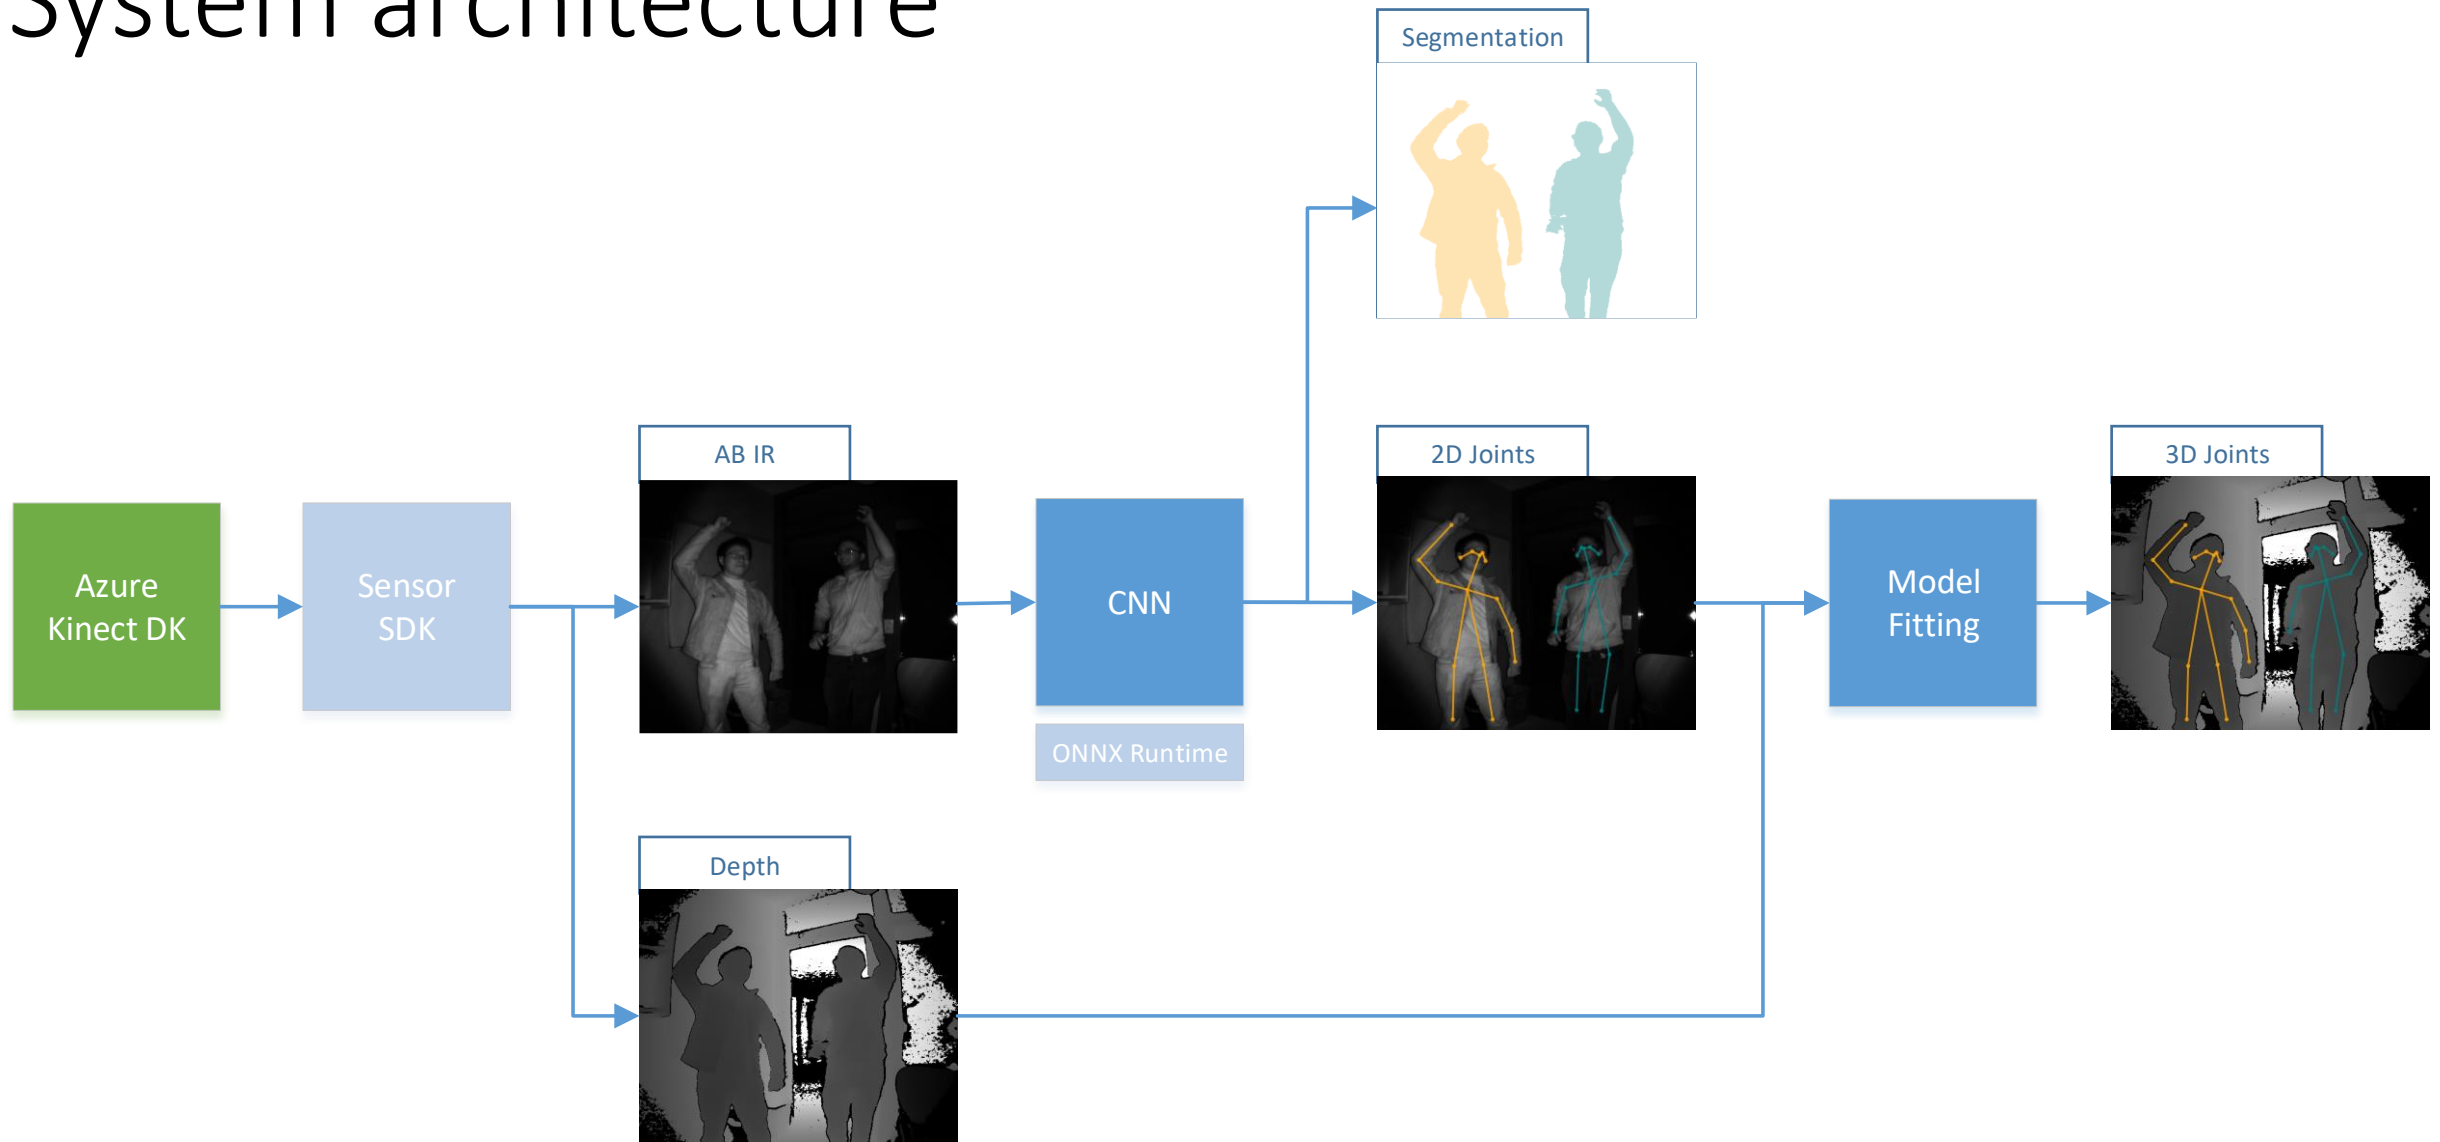 System architecture
Segmentation
AB IR
2D Joints
3D Joints
Azure
Kinect DK
Sensor
SDK
CNN
Model
Fitting
ONNX Runtime
Depth